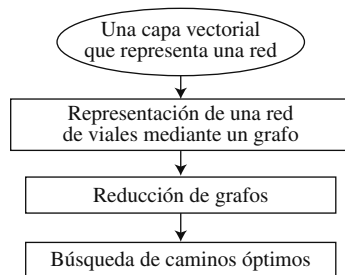 Una capa vectorial
que representa una red
Representación de una red
de viales mediante un grafo
Reducción de grafos
Búsqueda de caminos óptimos